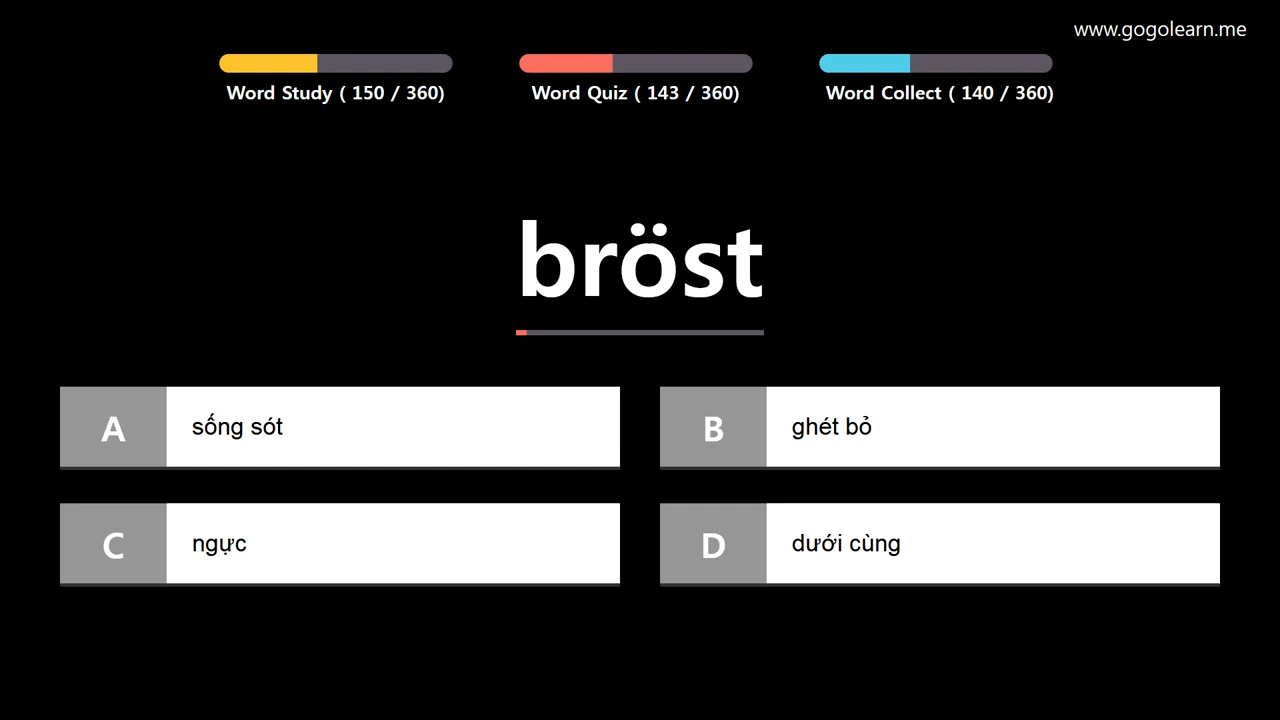 www.gogolearn.me
Word Study ( 150 / 360)
Word Quiz ( 143 / 360)
Word Collect ( 140 / 360)
bröst
A
sống sót
B
ghét bỏ
C
ngực
D
dưới cùng